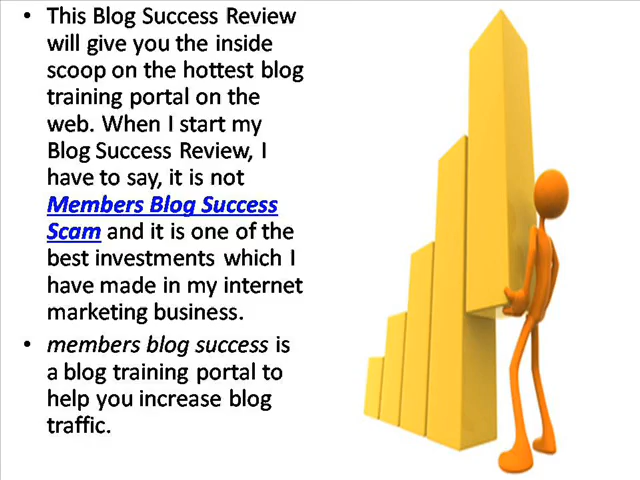 • This Blog Success Review
will give you the inside
scoop on the hottest blog
training portal on the
web. When I start my
Blog Success Review, I
have to say, it is not
Members Blog Success
Scam and it is one of the
best investments which I
have made in my internet
marketing business.
• members blog success is
a blog training portal to
help you increase blog
traffic.